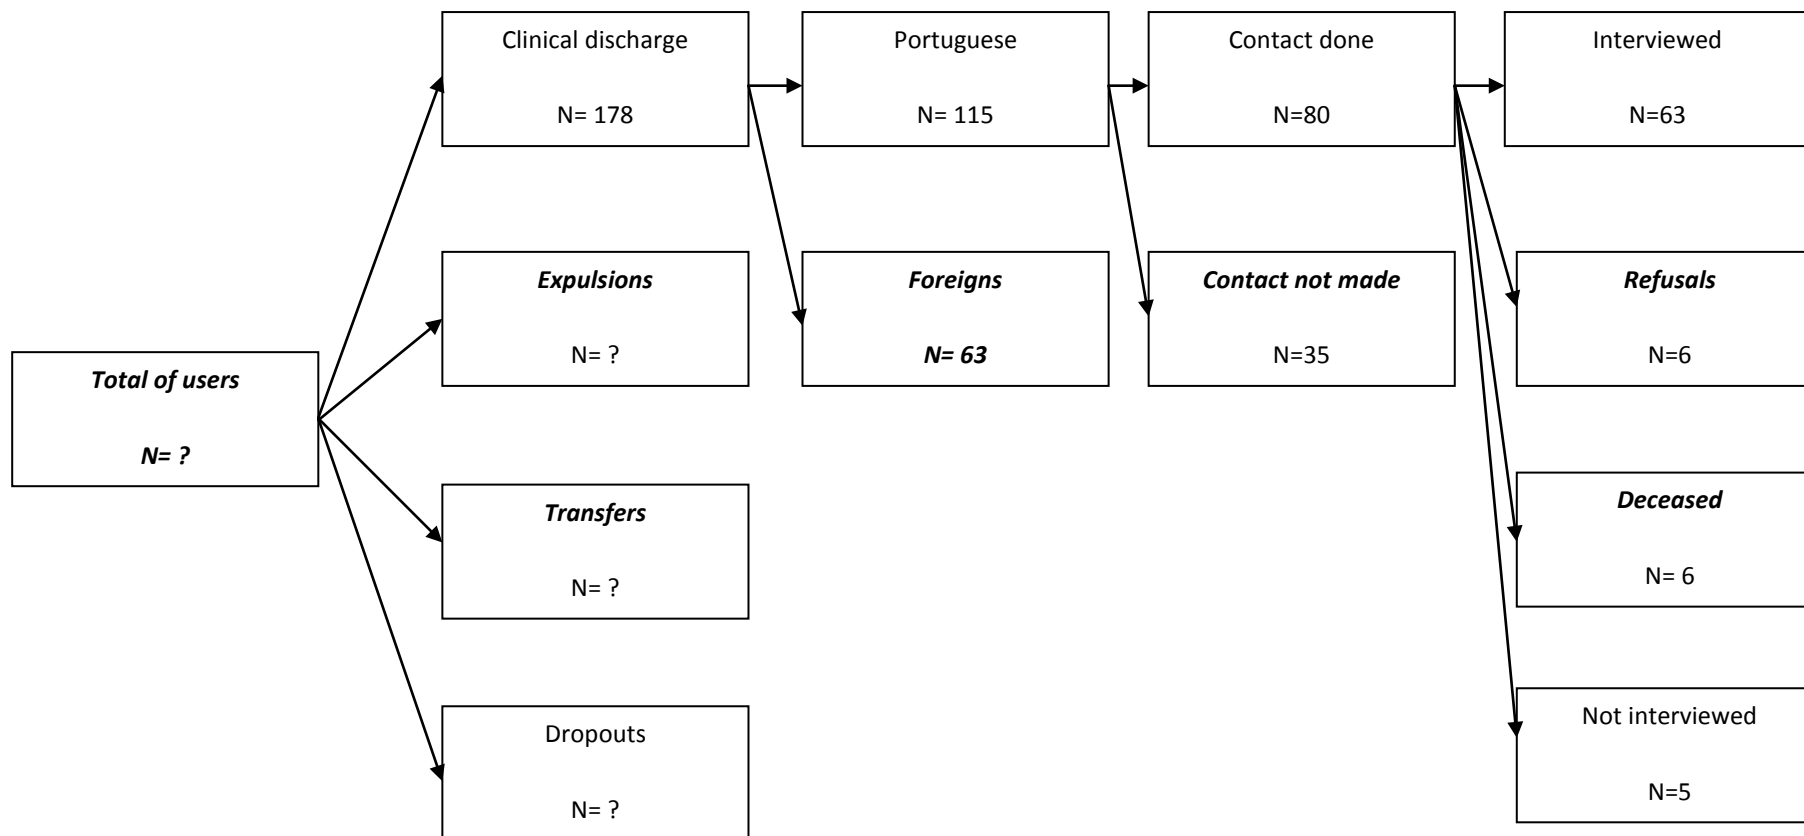 Clinical discharge
N= 178
Portuguese
N= 115
Contact done
N=80
Interviewed
N=63
Expulsions
N= ?
Foreigns
N= 63
Contact not made
N=35
Refusals
N=6
Total of users
N= ?
Transfers
N= ?
Deceased
N= 6
Dropouts
N= ?
Not interviewed
N=5